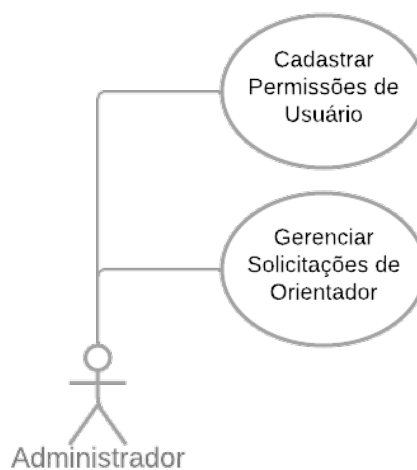 Cadastrar
Permissões de
Usuário
Gerenciar
Solicitações de
Orientador
Administrador